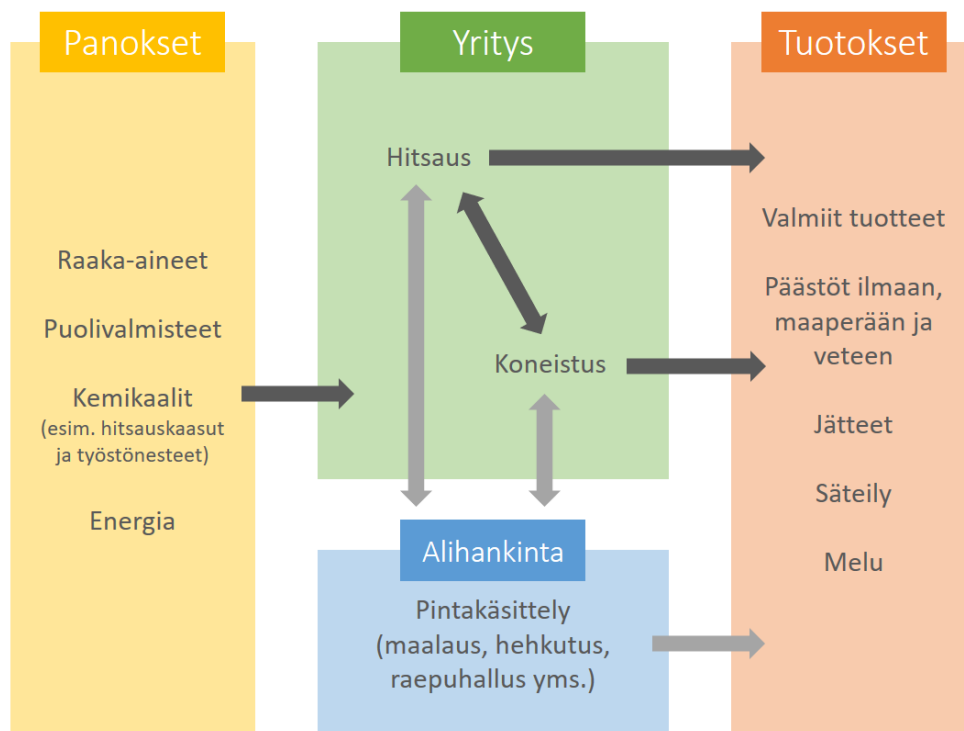 Panokset
Raaka-aineet
Puolivalmisteet
Kemikaalit
(esim. hitsauskaasut
ja työstönesteet)
Energia
Yritys
Hitsaus
Koneistus
Alihankinta
Pintakäsittely
(maalaus, hehkutus,
raepuhallus yms.)
Tuotokset
Valmiit tuotteet
Päästöt ilmaan,
maaperään ja
veteen
Jätteet
Säteily
Melu